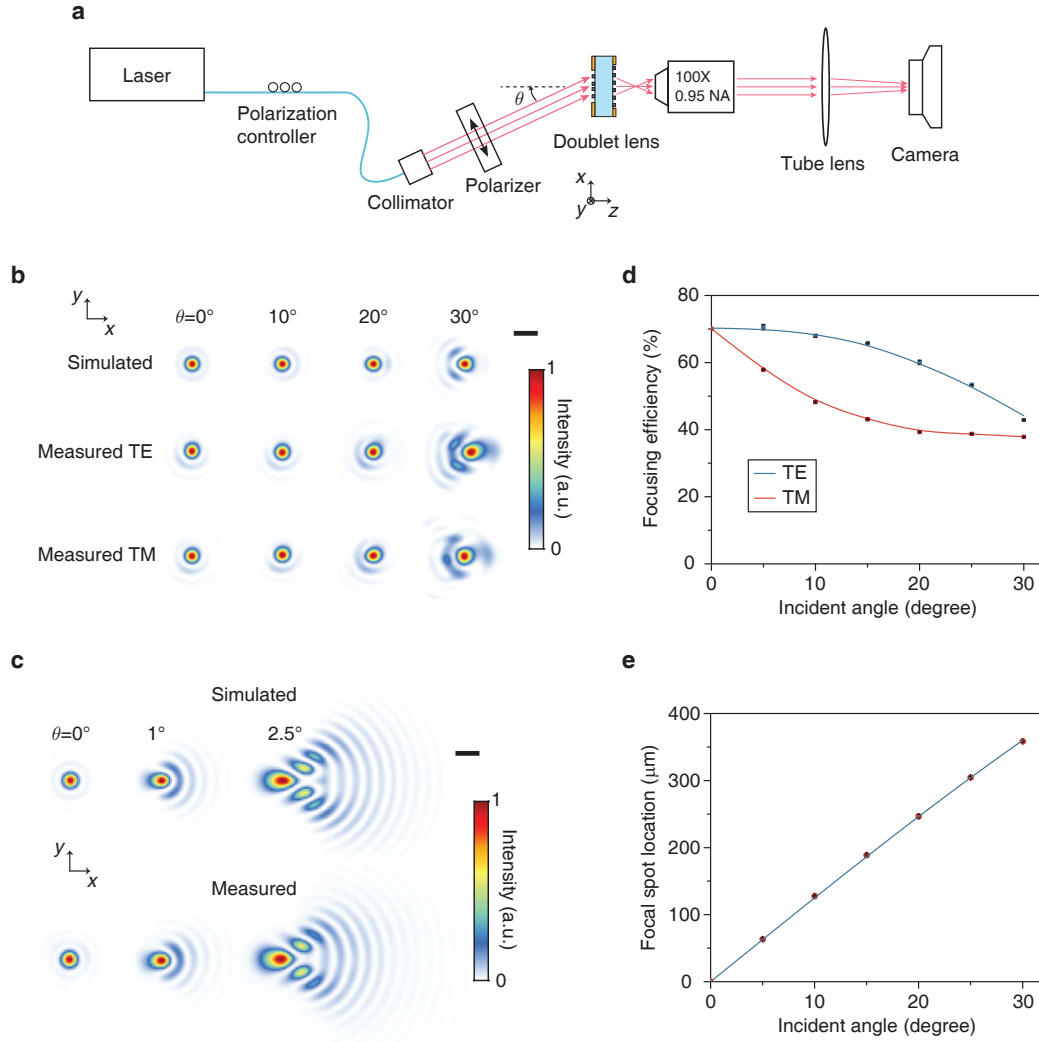 a
Laser
Polarization
controller
Collimator
Polarizer
θ
Doublet lens
100X
0.95 NA
Tube lens
Camera
x
y
z
b
y
x
θ=0°
10°
20°
30°
Simulated
Measured TE
Measured TM
1
0
Intensity (a.u.)
c
Simulated
θ=0°
1°
2.5°
y
x
Measured
1
0
Intensity (a.u.)
d
80
60
40
20
0
Focusing efficiency (%)
TE
TM
0
10
20
30
Incident angle (degree)
e
400
300
200
100
0
Focal spot location (μm)
0
10
20
30
Incident angle (degree)